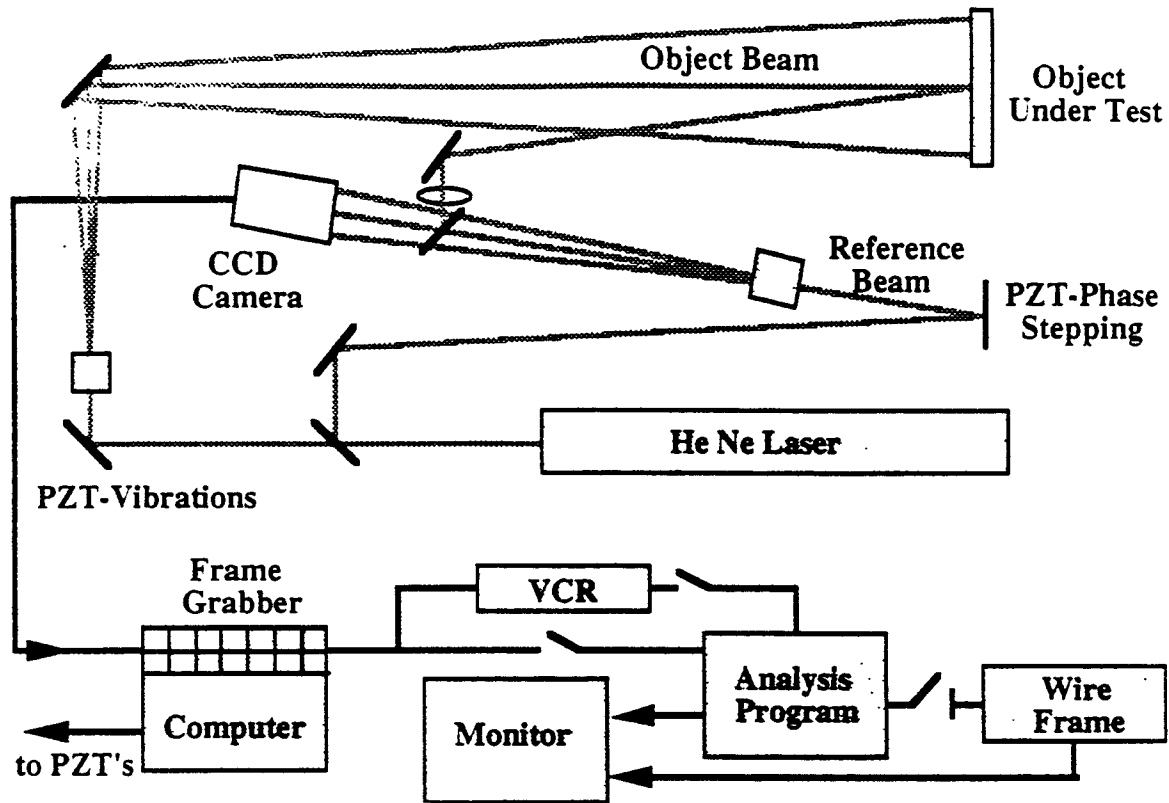 Object Beam
Object
Under Test
CCD
Camera
Reference
Beam
PZT-Phase
Stepping
He Ne Laser
PZT-Vibrations
Frame
Grabber
VCR
Analysis
Program
Wire
Frame
Computer
Monitor
to PZT's